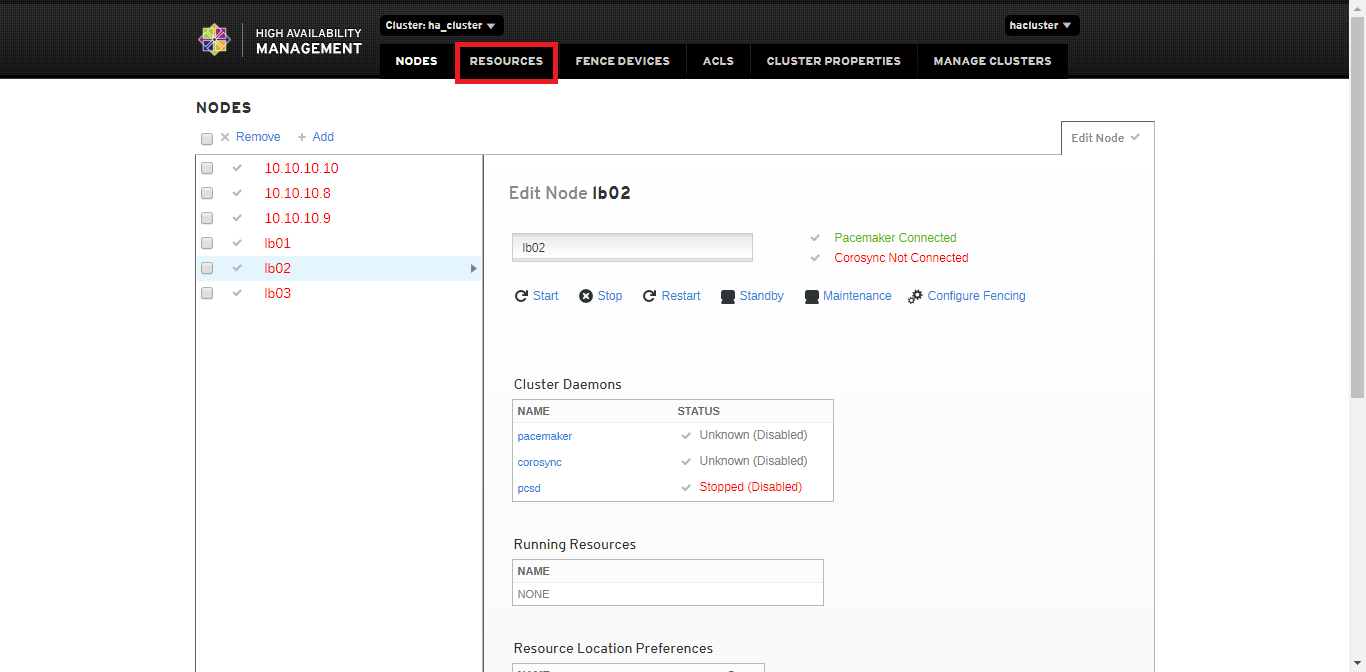 Cluster: ha_cluster
hacluster
HIGH AVAILABILITY
MANAGEMENT
NODES RESOURCES FENCE DEVICES ACLS CLUSTER PROPERTIES MANAGE CLUSTERS
NODES
Remove Add
Edit Node
10.10.10.10
10.10.10.8
10.10.10.9
lb01
lb02
lb03
Edit Node lb02
lb02
Pacemaker Connected
Corosync Not Connected
Start Stop Restart Standby Maintenance Configure Fencing
Cluster Daemons
NAME STATUS
pacemaker Unknown (Disabled)
corosync Unknown (Disabled)
pcsd Stopped (Disabled)
Running Resources
NAME
NONE
Resource Location Preferences